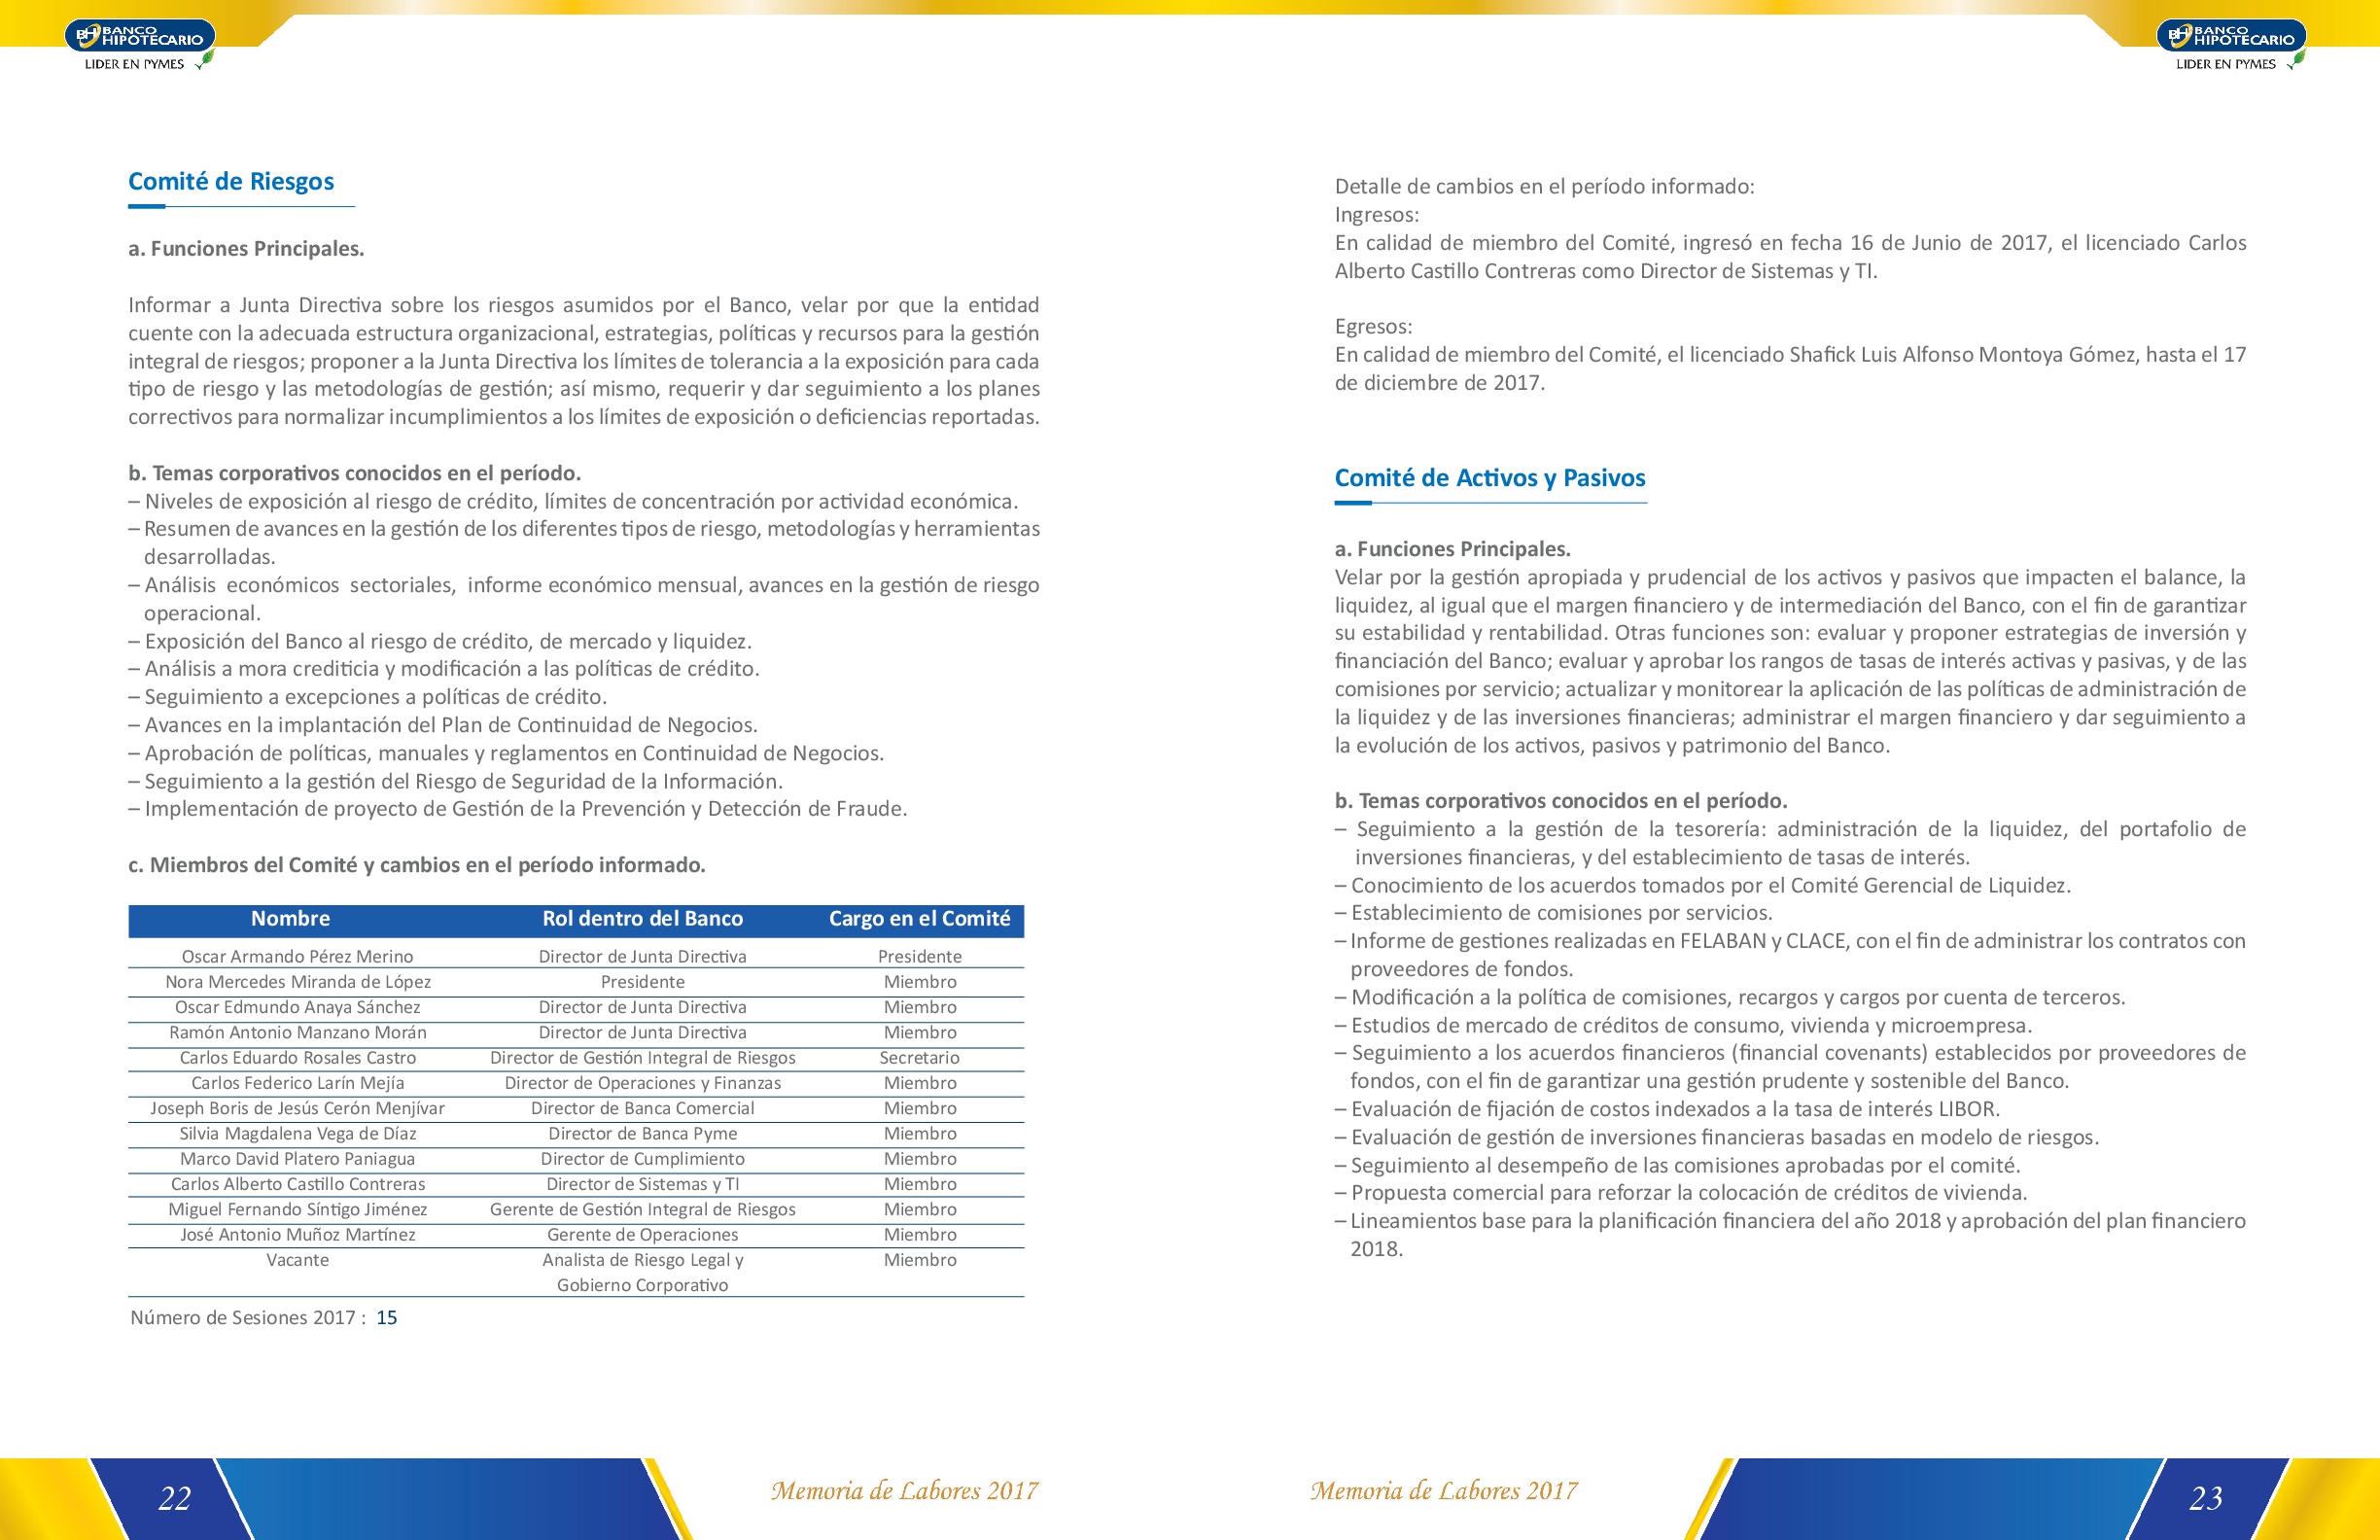 BH BANCO
HIPOTECARIO
LIDER EN PYMES
Comité de Riesgos
a. Funciones Principales.
Informar a Junta Directiva sobre los riesgos asumidos por el Banco, velar por que la entidad
cuente con la adecuada estructura organizacional, estrategias, políticas y recursos para la gestión
integral de riesgos; proponer a la Junta Directiva los límites de tolerancia a la exposición para cada
tipo de riesgo y las metodologías de gestión; así mismo, requerir y dar seguimiento a los planes
correctivos para normalizar incumplimientos a los límites de exposición o deficiencias reportadas.
b. Temas corporativos conocidos en el período.
– Niveles de exposición al riesgo de crédito, límites de concentración por actividad económica.
– Resumen de avances en la gestión de los diferentes tipos de riesgo, metodologías y herramientas
desarrolladas.
– Análisis económicos sectoriales, informe económico mensual, avances en la gestión de riesgo
operacional.
– Exposición del Banco al riesgo de crédito, de mercado y liquidez.
– Análisis a mora crediticia y modificación a las políticas de crédito.
– Seguimiento a excepciones a políticas de crédito.
– Avances en la implantación del Plan de Continuidad de Negocios.
– Aprobación de políticas, manuales y reglamentos en Continuidad de Negocios.
– Seguimiento a la gestión del Riesgo de Seguridad de la Información.
– Implementación de proyecto de Gestión de la Prevención y Detección de Fraude.
c. Miembros del Comité y cambios en el período informado.
Nombre Rol dentro del Banco Cargo en el Comité
Oscar Armando Pérez Merino Director de Junta Directiva Presidente
Nora Mercedes Miranda de López Presidente Miembro
Oscar Edmundo Anaya Sánchez Director de Junta Directiva Miembro
Ramón Antonio Manzano Morán Director de Junta Directiva Miembro
Carlos Eduardo Rosales Castro Director de Gestión Integral de Riesgos Secretario
Carlos Federico Larín Mejía Director de Operaciones y Finanzas Miembro
Joseph Boris de Jesús Cerón Menjívar Director de Banca Comercial Miembro
Silvia Magdalena Vega de Díaz Director de Banca Pyme Miembro
Marco David Platero Paniagua Director de Cumplimiento Miembro
Carlos Alberto Castillo Contreras Director de Sistemas y TI Miembro
Miguel Fernando Síntigo Jiménez Gerente de Gestión Integral de Riesgos Miembro
José Antonio Muñoz Martínez Gerente de Operaciones Miembro
Vacante Analista de Riesgo Legal y Miembro
Gobierno Corporativo
Número de Sesiones 2017 : 15
22
Memoria de Labores 2017
BH BANCO
HIPOTECARIO
LIDER EN PYMES
Detalle de cambios en el período informado:
Ingresos:
En calidad de miembro del Comité, ingresó en fecha 16 de Junio de 2017, el licenciado Carlos
Alberto Castillo Contreras como Director de Sistemas y TI.
Egresos:
En calidad de miembro del Comité, el licenciado Shafick Luis Alfonso Montoya Gómez, hasta el 17
de diciembre de 2017.
Comité de Activos y Pasivos
a. Funciones Principales.
Velar por la gestión apropiada y prudencial de los activos y pasivos que impacten el balance, la
liquidez, al igual que el margen financiero y de intermediación del Banco, con el fin de garantizar
su estabilidad y rentabilidad. Otras funciones son: evaluar y proponer estrategias de inversión y
financiación del Banco; evaluar y aprobar los rangos de tasas de interés activas y pasivas, y de las
comisiones por servicio; actualizar y monitorear la aplicación de las políticas de administración de
la liquidez y de las inversiones financieras; administrar el margen financiero y dar seguimiento a
la evolución de los activos, pasivos y patrimonio del Banco.
b. Temas corporativos conocidos en el período.
– Seguimiento a la gestión de la tesorería: administración de la liquidez, del portafolio de
inversiones financieras, y del establecimiento de tasas de interés.
– Conocimiento de los acuerdos tomados por el Comité Gerencial de Liquidez.
– Establecimiento de comisiones por servicios.
– Informe de gestiones realizadas en FELABAN y CLACE, con el fin de administrar los contratos con
proveedores de fondos.
– Modificación a la política de comisiones, recargos y cargos por cuenta de terceros.
– Estudios de mercado de créditos de consumo, vivienda y microempresa.
– Seguimiento a los acuerdos financieros (financial covenants) establecidos por proveedores de
fondos, con el fin de garantizar una gestión prudente y sostenible del Banco.
– Evaluación de fijación de costos indexados a la tasa de interés LIBOR.
– Evaluación de gestión de inversiones financieras basadas en modelo de riesgos.
– Seguimiento al desempeño de las comisiones aprobadas por el comité.
– Propuesta comercial para reforzar la colocación de créditos de vivienda.
– Lineamientos base para la planificación financiera del año 2018 y aprobación del plan financiero
2018.
Memoria de Labores 2017
23